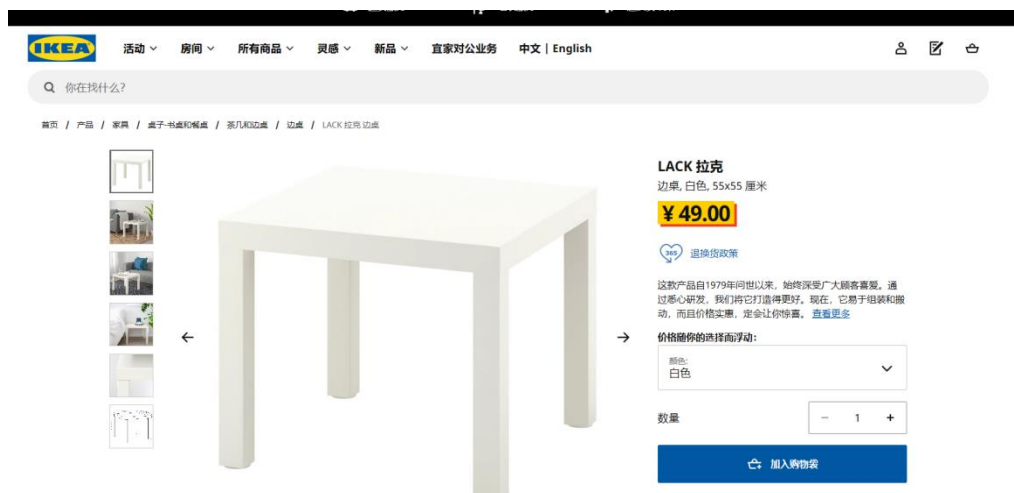 IKEA
活动
房间
所有商品
灵感
新品
宜家对公业务
中文 | English
你在找什么?
首页 / 产品 / 家具 / 桌子-书桌和餐桌 / 茶几和边桌 / 边桌 / LACK 拉克 边桌
LACK 拉克
边桌, 白色, 55x55 厘米
¥ 49.00
365
退换货政策
这款产品自1979年问世以来，始终深受广大顾客喜爱。通
过悉心研发，我们将它打造得更好。现在，它易于组装和搬
动，而且价格实惠，定会让你惊喜。 查看更多
价格随你的选择而浮动：
颜色:
白色
数量
− 1 +
加入购物袋